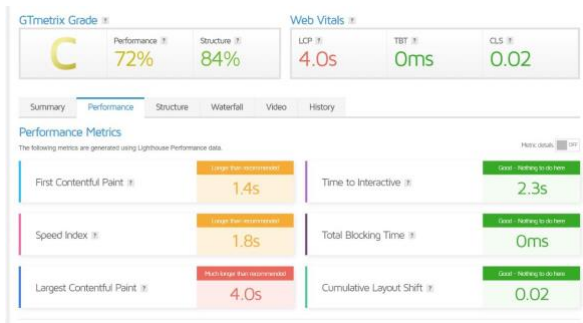 GTmetrix Grade ? Web Vitals ?
C
Performance ? Structure ? LCP ? TBT ? CLS ?
72% 84% 4.0s 0ms 0.02
Summary Performance Structure Waterfall Video History
Performance Metrics
The following metrics are generated using Lighthouse Performance data. Metric details OFF
Longer than recommended Good - Nothing to do here
First Contentful Paint ? 1.4s Time to Interactive ? 2.3s
Longer than recommended Good - Nothing to do here
Speed Index ? 1.8s Total Blocking Time ? 0ms
Much longer than recommended Good - Nothing to do here
Largest Contentful Paint ? 4.0s Cumulative Layout Shift ? 0.02